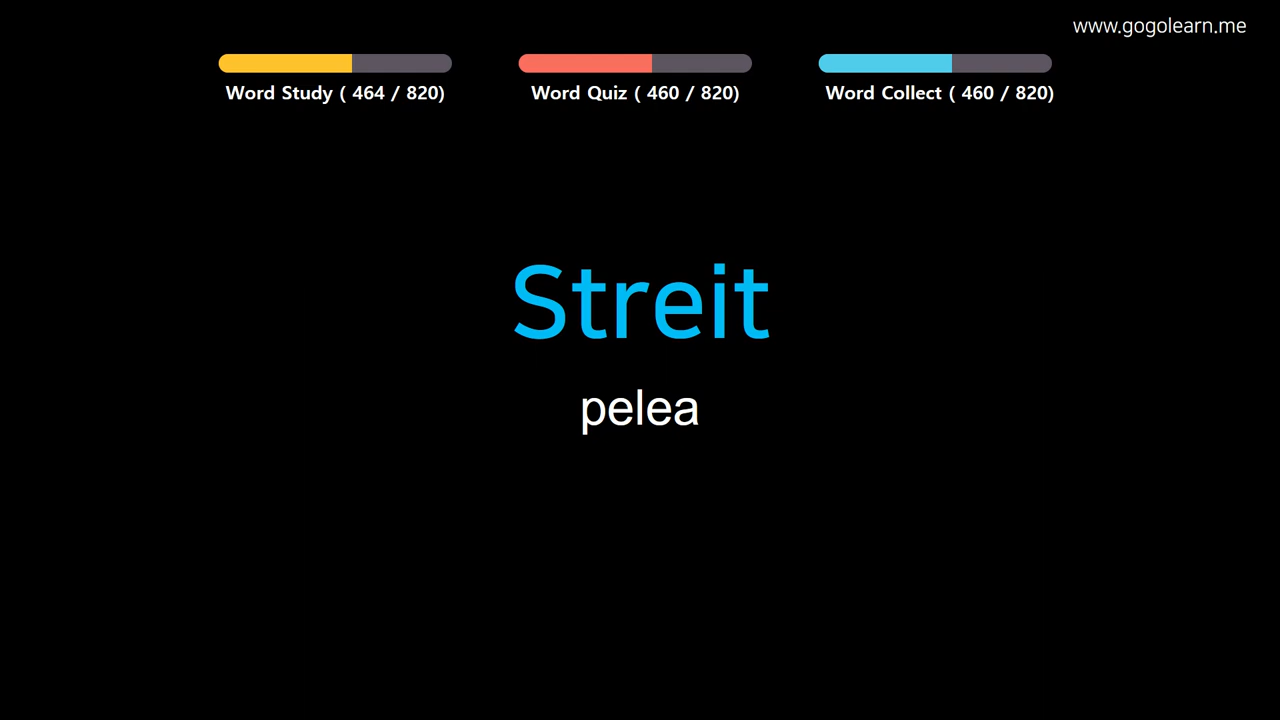 www.gogolearn.me
Word Study ( 464 / 820)
Word Quiz ( 460 / 820)
Word Collect ( 460 / 820)
Streit
pelea